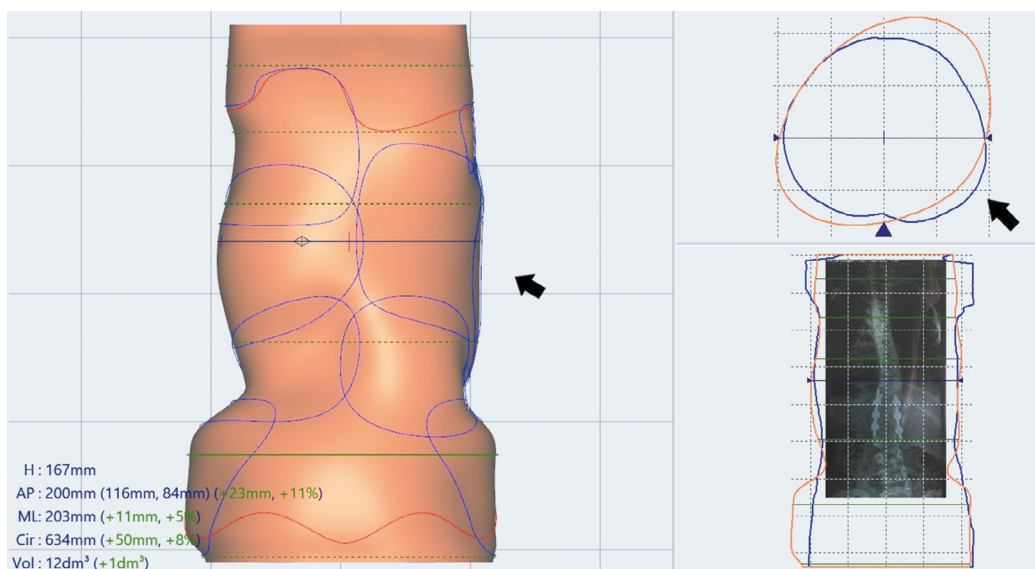 H : 167mm
AP : 200mm (116mm, 84mm) (+23mm, +11%)
ML: 203mm (+11mm, +5%)
Cir : 634mm (+50mm, +8%)
Vol : 12dm³ (+1dm³)